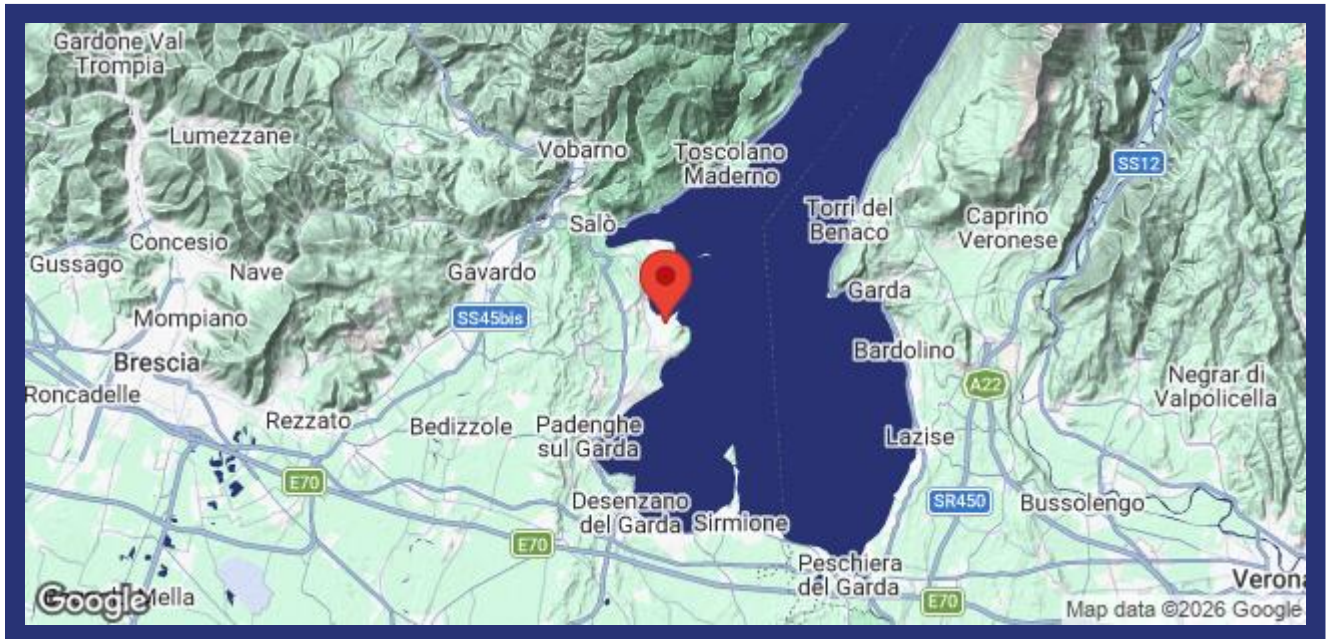 Gardone Val
Trompia
Lumezzane
Vobarno
Toscolano
Maderno
SS12
Torri del
Benaco
Caprino
Veronese
Salò
Concesio
Gussago
Nave
Gavardo
Garda
Mompiano
SS45bis
Brescia
Bardolino
A22
Negrar di
Valpolicella
Roncadelle
Rezzato
Bedizzole
Padenghe
sul Garda
Lazise
E70
Desenzano
del Garda
Sirmione
SR450
Bussolengo
E70
Peschiera
del Garda
Verona
E70
Google
Mella
Map data ©2026 Google